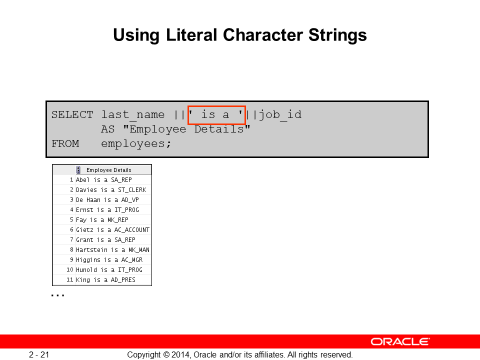 Using Literal Character Strings
SELECT last_name ||' is a '||job_id
AS "Employee Details"
FROM employees;
Employee Details
1 Abel is a SA_REP
2 Davies is a ST_CLERK
3 De Haan is a AD_VP
4 Ernst is a IT_PROG
5 Fay is a MK_REP
6 Gietz is a AC_ACCOUNT
7 Grant is a SA_REP
8 Hartstein is a MK_MAN
9 Higgins is a AC_MGR
10 Hunold is a IT_PROG
11 King is a AD_PRES
...
ORACLE
2 - 21 Copyright © 2014, Oracle and/or its affiliates. All rights reserved.